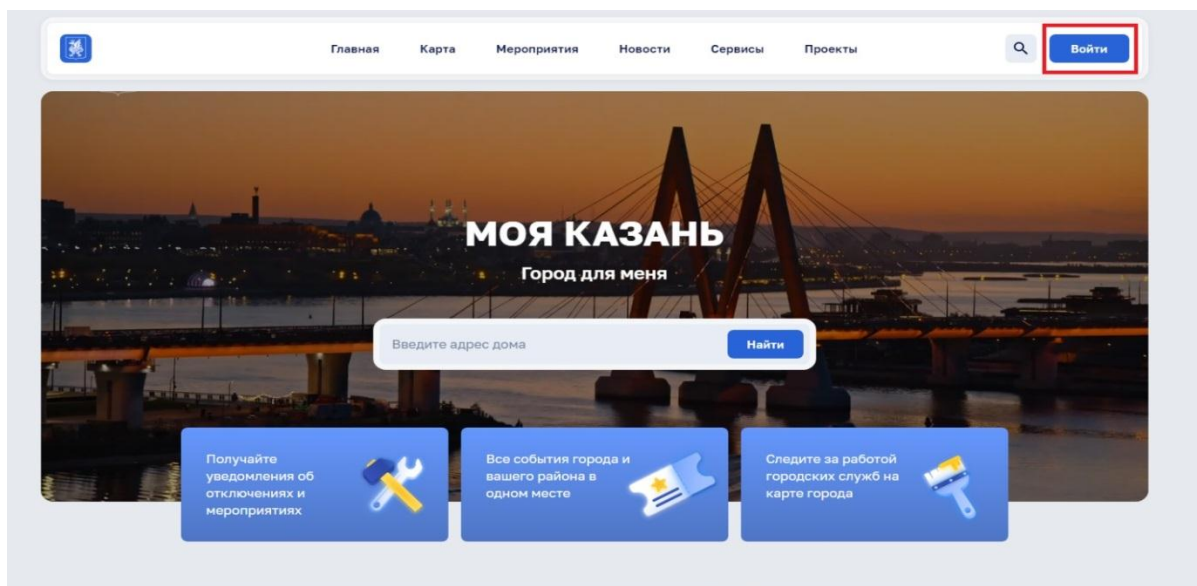 Главная Карта Мероприятия Новости Сервисы Проекты Войти
МОЯ КАЗАНЬ
Город для меня
Введите адрес дома Найти
Получайте
уведомления об
отключениях и
мероприятиях
Все события города и
вашего района в
одном месте
Следите за работой
городских служб на
карте города